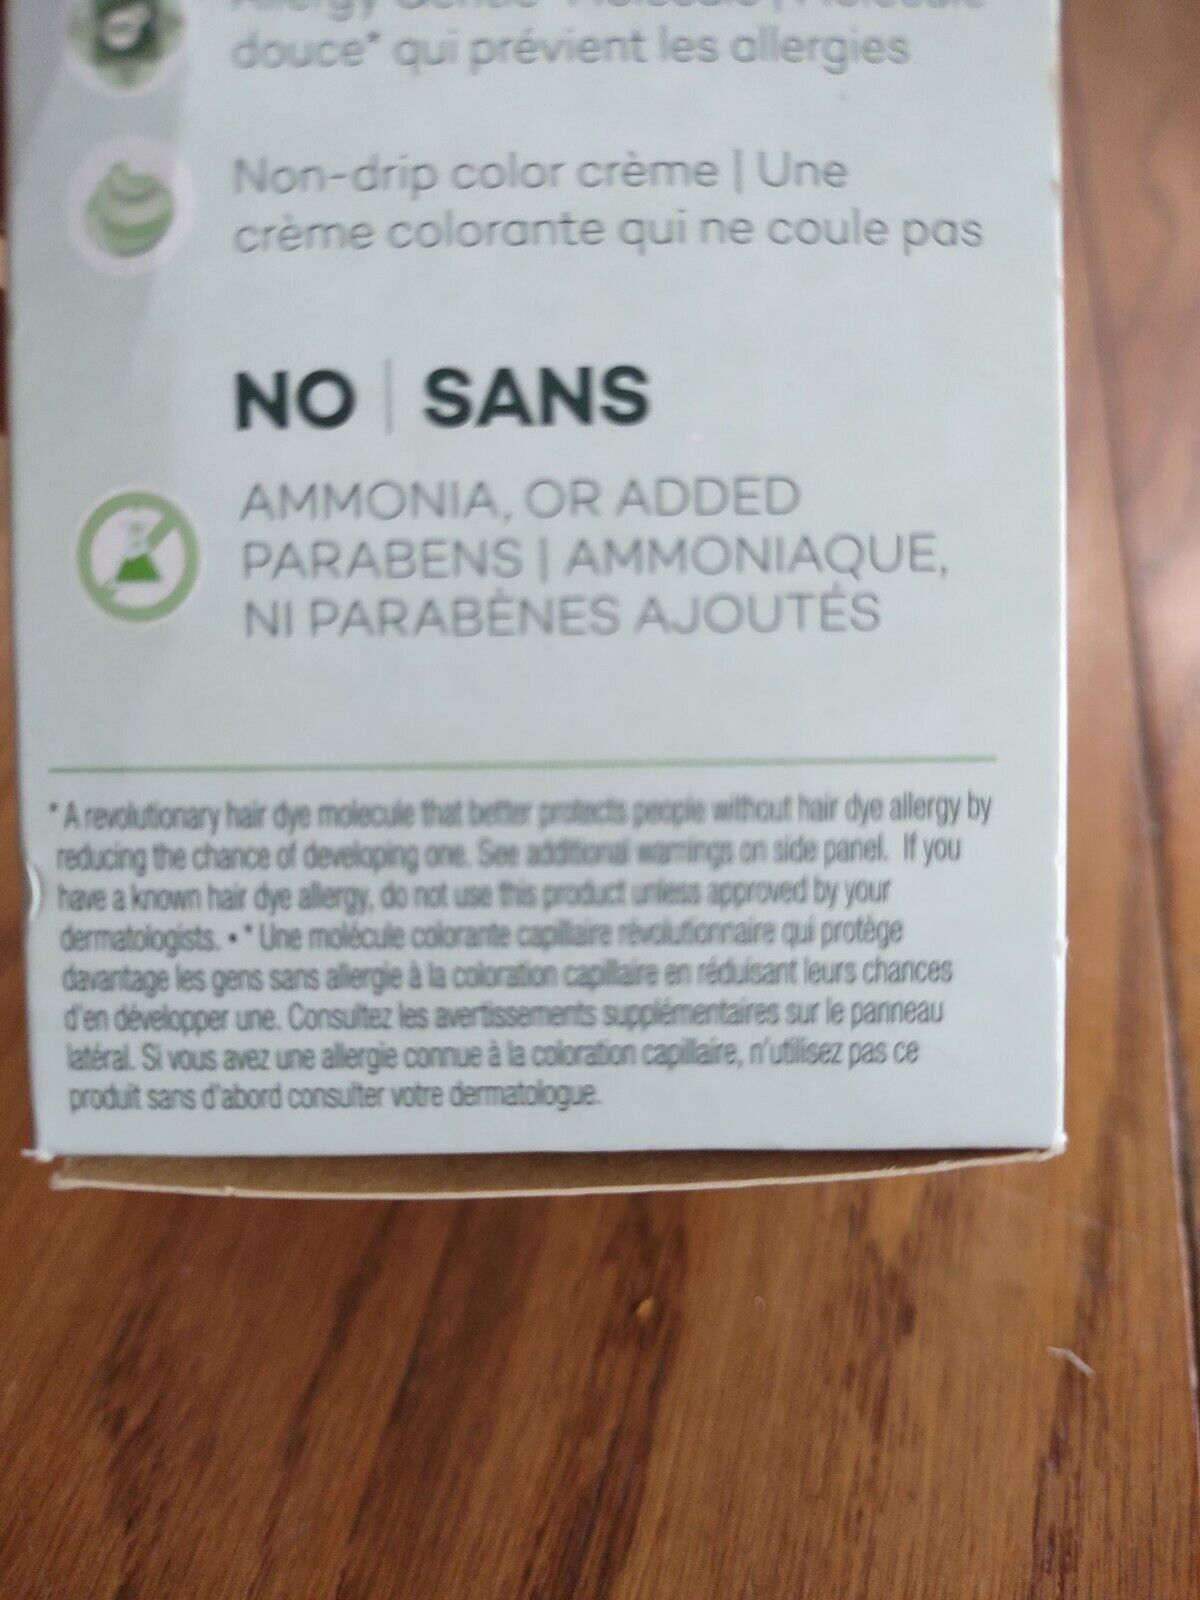 Allergy Gentle* Molecule | Molécule
douce* qui prévient les allergies
Non-drip color crème | Une
crème colorante qui ne coule pas
NO | SANS
AMMONIA, OR ADDED
PARABENS | AMMONIAQUE,
NI PARABÈNES AJOUTÉS
* A revolutionary hair dye molecule that better protects people without hair dye allergy by
reducing the chance of developing one. See additional warnings on side panel. If you
have a known hair dye allergy, do not use this product unless approved by your
dermatologists. • * Une molécule colorante capillaire révolutionnaire qui protège
davantage les gens sans allergie à la coloration capillaire en réduisant leurs chances
d'en développer une. Consultez les avertissements supplémentaires sur le panneau
latéral. Si vous avez une allergie connue à la coloration capillaire, n'utilisez pas ce
produit sans d'abord consulter votre dermatologue.